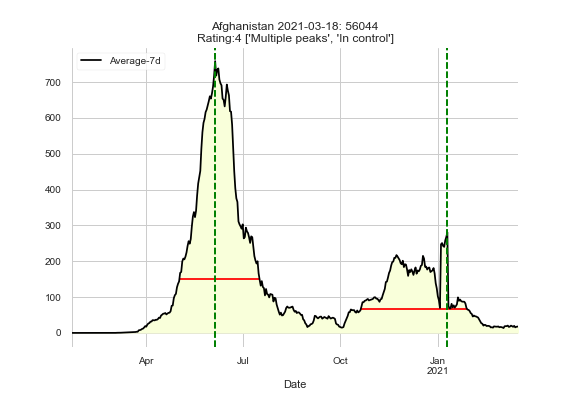 Afghanistan 2021-03-18: 56044
Rating:4 ['Multiple peaks', 'In control']
Average-7d
700
600
500
400
300
200
100
0
Apr
Jul
Oct
Jan
2021
Date